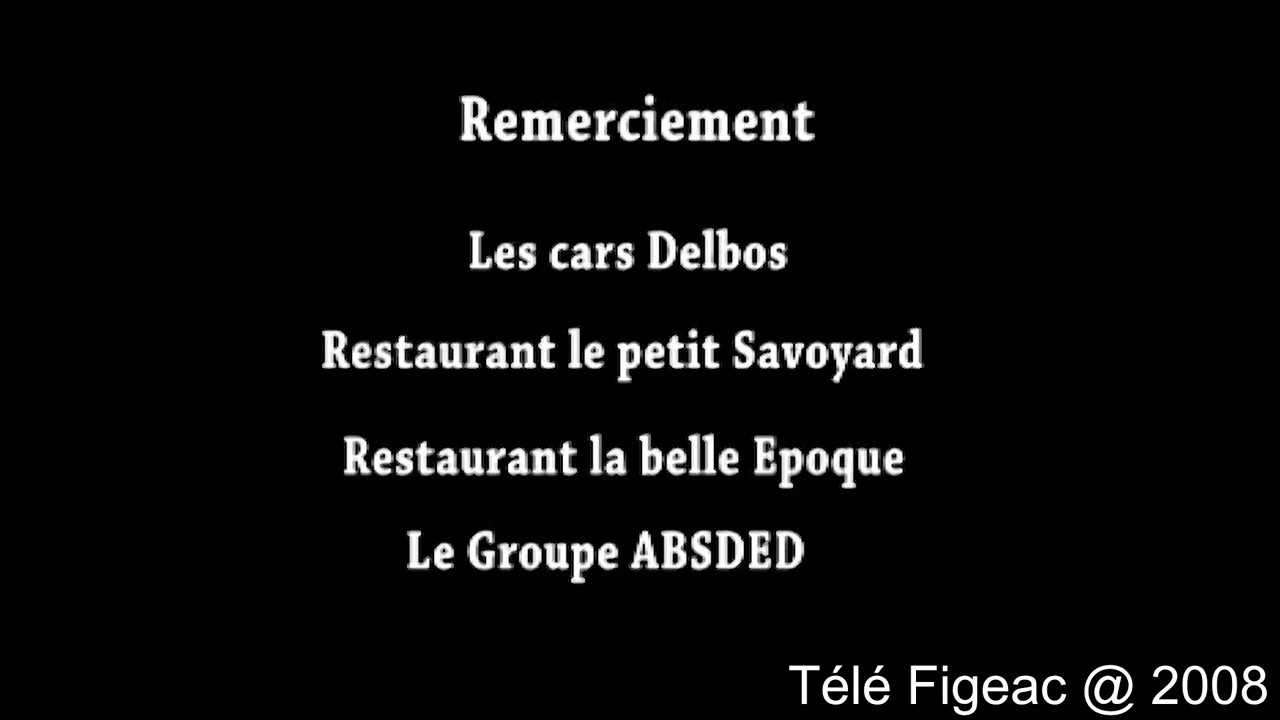 Remerciement
Les cars Delbos
Restaurant le petit Savoyard
Restaurant la belle Epoque
Le Groupe ABSDED
Télé Figeac @ 2008